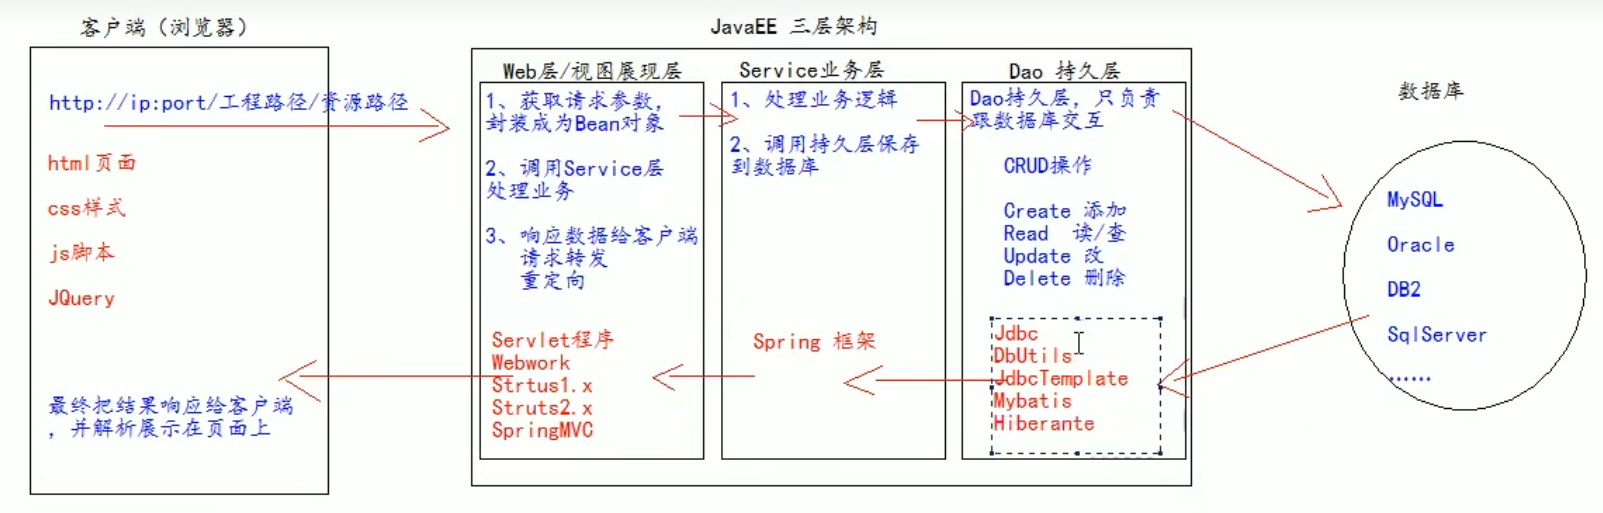 客户端（浏览器）
http://ip:port/工程路径/资源路径
html页面
css样式
js脚本
JQuery
最终把结果响应给客户端
，并解析展示在页面上
JavaEE 三层架构
Web层/视图展现层
1、获取请求参数，
封装成为Bean对象
2、调用Service层
处理业务
3、响应数据给客户端
请求转发
重定向
Servlet程序
Webwork
Strtus1.x
Struts2.x
SpringMVC
Service业务层
1、处理业务逻辑
2、调用持久层保存
到数据库
Spring 框架
Dao 持久层
Dao持久层，只负责
跟数据库交互
CRUD操作
Create 添加
Read 读/查
Update 改
Delete 删除
Jdbc
DbUtils
JdbcTemplate
Mybatis
Hiberante
数据库
MySQL
Oracle
DB2
SqlServer
......